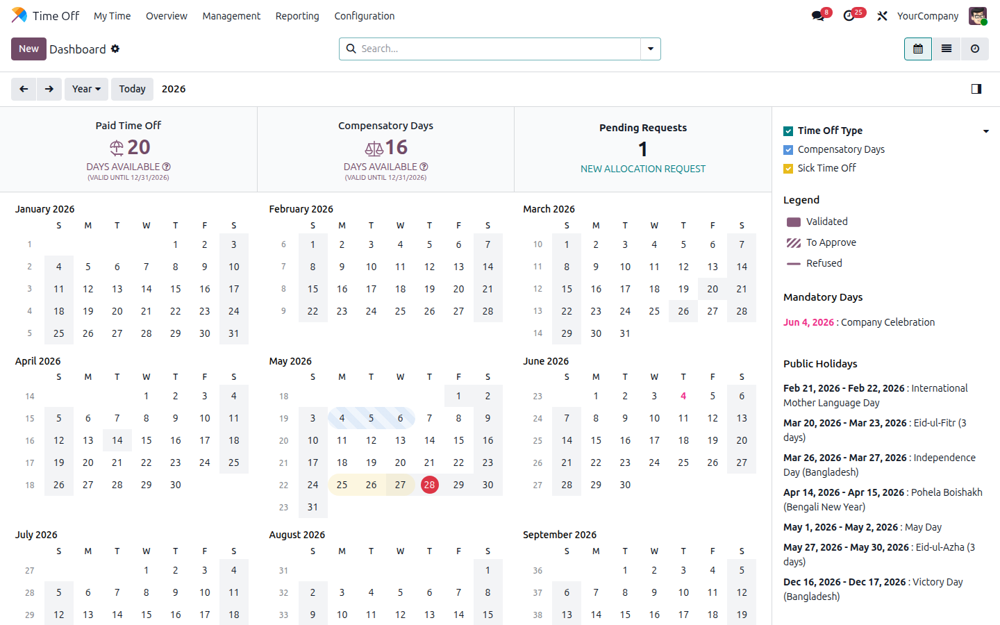 Time Off My Time Overview Management Reporting Configuration 8 25 YourCompany
New Dashboard Search...
Year Today 2026
Paid Time Off
20
DAYS AVAILABLE
(VALID UNTIL 12/31/2026)
Compensatory Days
16
DAYS AVAILABLE
(VALID UNTIL 12/31/2026)
Pending Requests
1
NEW ALLOCATION REQUEST
January 2026
S M T W T F S
1 1 2 3
2 4 5 6 7 8 9 10
3 11 12 13 14 15 16 17
4 18 19 20 21 22 23 24
5 25 26 27 28 29 30 31
February 2026
S M T W T F S
6 1 2 3 4 5 6 7
7 8 9 10 11 12 13 14
8 15 16 17 18 19 20 21
9 22 23 24 25 26 27 28
March 2026
S M T W T F S
10 1 2 3 4 5 6 7
11 8 9 10 11 12 13 14
12 15 16 17 18 19 20 21
13 22 23 24 25 26 27 28
14 29 30 31
April 2026
S M T W T F S
14 1 2 3 4
15 5 6 7 8 9 10 11
16 12 13 14 15 16 17 18
17 19 20 21 22 23 24 25
18 26 27 28 29 30
May 2026
S M T W T F S
18 1 2
19 3 4 5 6 7 8 9
20 10 11 12 13 14 15 16
21 17 18 19 20 21 22 23
22 24 25 26 27 28 29 30
23 31
June 2026
S M T W T F S
23 1 2 3 4 5 6
24 7 8 9 10 11 12 13
25 14 15 16 17 18 19 20
26 21 22 23 24 25 26 27
27 28 29 30
July 2026
S M T W T F S
27 1 2 3 4
28 5 6 7 8 9 10 11
29 12 13 14 15 16 17 18
August 2026
S M T W T F S
31 1
32 2 3 4 5 6 7 8
33 9 10 11 12 13 14 15
September 2026
S M T W T F S
36 1 2 3 4 5
37 6 7 8 9 10 11 12
38 13 14 15 16 17 18 19
Time Off Type
Compensatory Days
Sick Time Off
Legend
Validated
To Approve
Refused
Mandatory Days
Jun 4, 2026 : Company Celebration
Public Holidays
Feb 21, 2026 - Feb 22, 2026 : International
Mother Language Day
Mar 20, 2026 - Mar 23, 2026 : Eid-ul-Fitr (3
days)
Mar 26, 2026 - Mar 27, 2026 : Independence
Day (Bangladesh)
Apr 14, 2026 - Apr 15, 2026 : Pohela Boishakh
(Bengali New Year)
May 1, 2026 - May 2, 2026 : May Day
May 27, 2026 - May 30, 2026 : Eid-ul-Azha (3
days)
Dec 16, 2026 - Dec 17, 2026 : Victory Day
(Bangladesh)